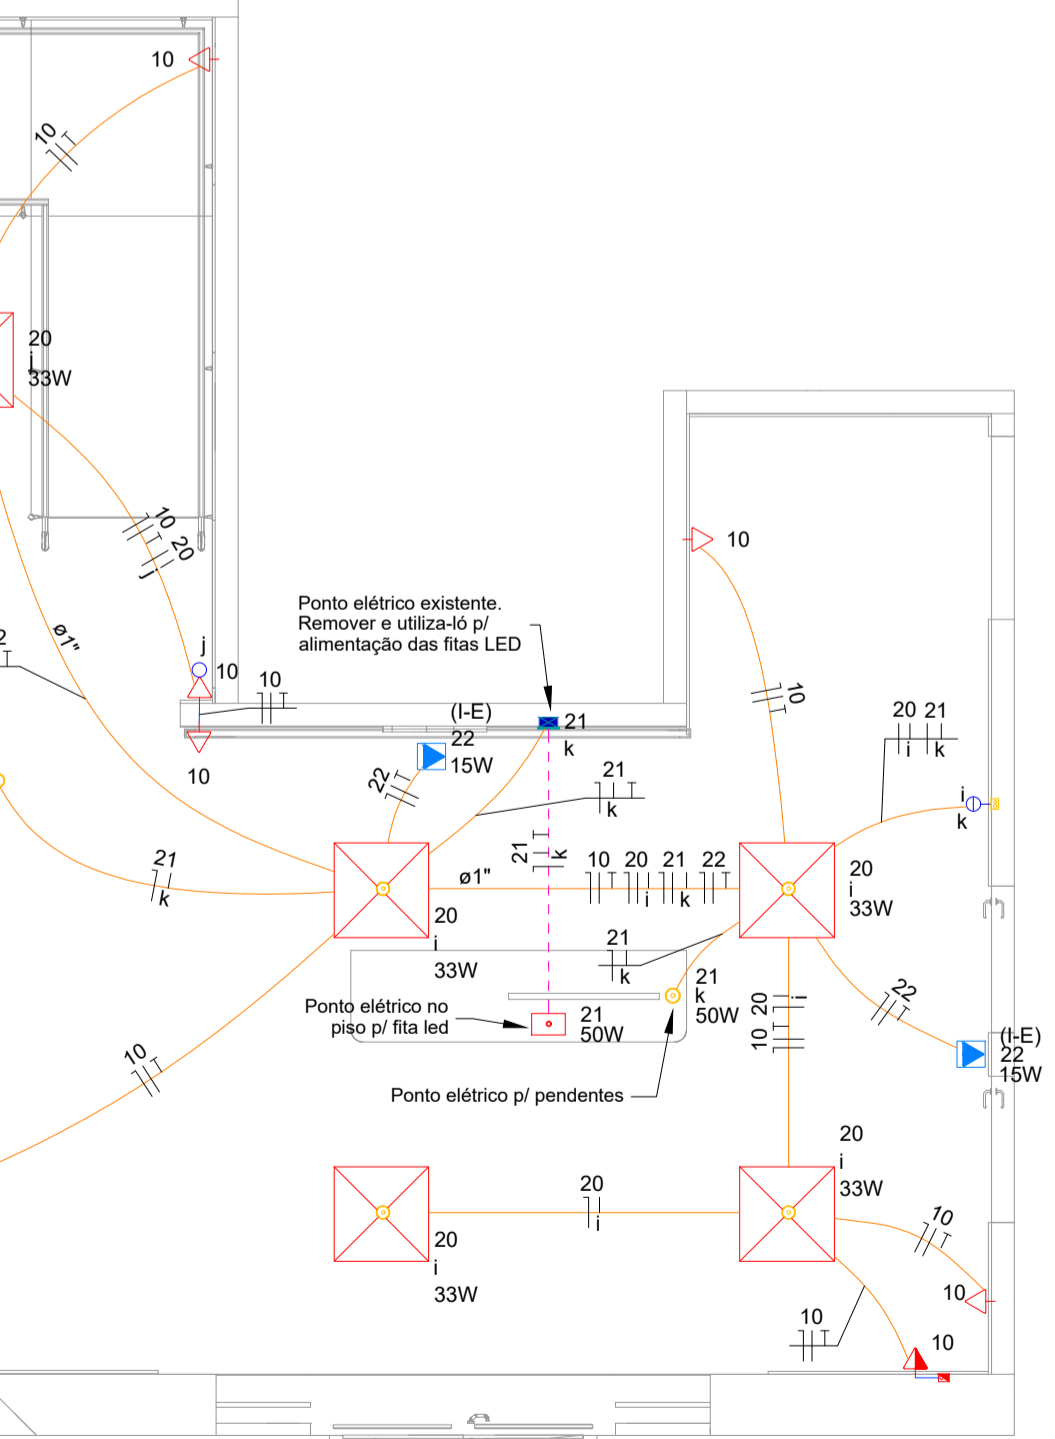 10
10
20
j
33W
10
20
j
ø1"
2
j
10
10
10
Ponto elétrico existente.
Remover e utiliza-ló p/
alimentação das fitas LED
10
10
(I-E)
22
15W
21
k
22
21
k
20 21
i k
i
k
21
k
21
k
ø1"
10 20 21 22
i k
20
i
33W
20
i
33W
21
k
21
k
50W
Ponto elétrico no
piso p/ fita led
21
50W
20
i
10
22
(I-E)
22
15W
Ponto elétrico p/ pendentes
10
20
i
33W
20
i
20
i
33W
10
10
10
10